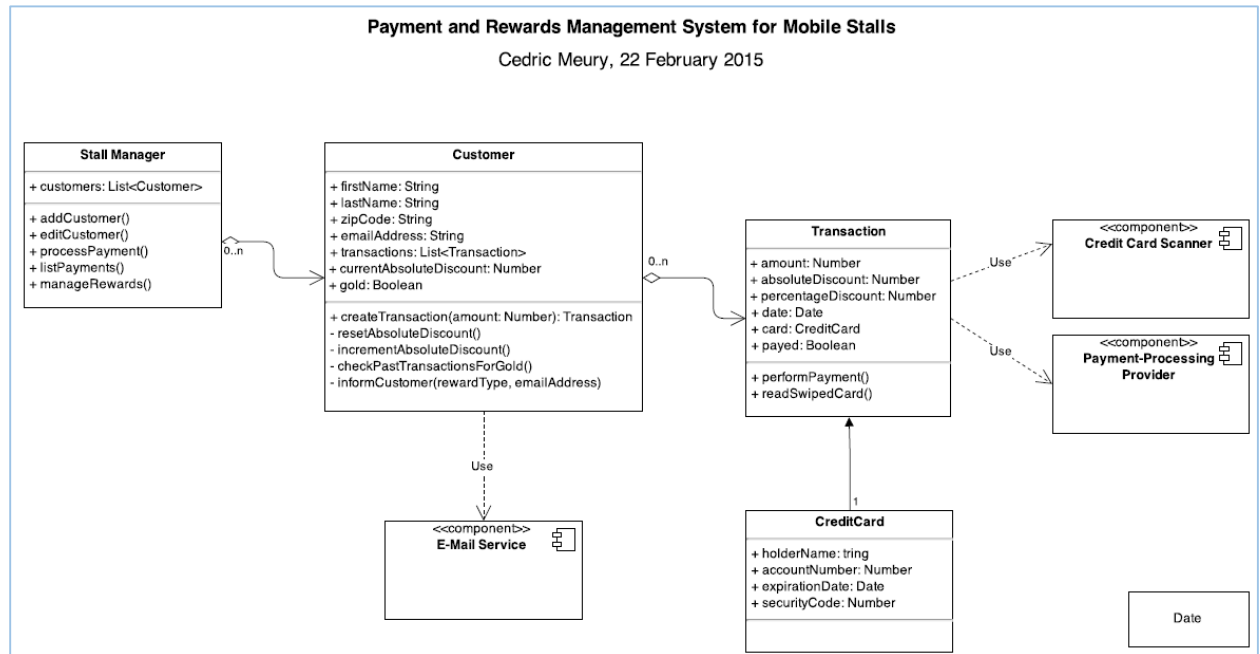 Payment and Rewards Management System for Mobile Stalls
Cedric Meury, 22 February 2015
Stall Manager
+ customers: List<Customer>
+ addCustomer()
+ editCustomer()
+ processPayment()
+ listPayments()
+ manageRewards()
0..n
Customer
+ firstName: String
+ lastName: String
+ zipCode: String
+ emailAddress: String
+ transactions: List<Transaction>
+ currentAbsoluteDiscount: Number
+ gold: Boolean
+ createTransaction(amount: Number): Transaction
- resetAbsoluteDiscount()
- incrementAbsoluteDiscount()
- checkPastTransactionsForGold()
- informCustomer(rewardType, emailAddress)
0..n
Use
<<component>>
E-Mail Service
Transaction
+ amount: Number
+ absoluteDiscount: Number
+ percentageDiscount: Number
+ date: Date
+ card: CreditCard
+ payed: Boolean
+ performPayment()
+ readSwipedCard()
Use
<<component>>
Credit Card Scanner
Use
<<component>>
Payment-Processing
Provider
1
CreditCard
+ holderName: tring
+ accountNumber: Number
+ expirationDate: Date
+ securityCode: Number
Date